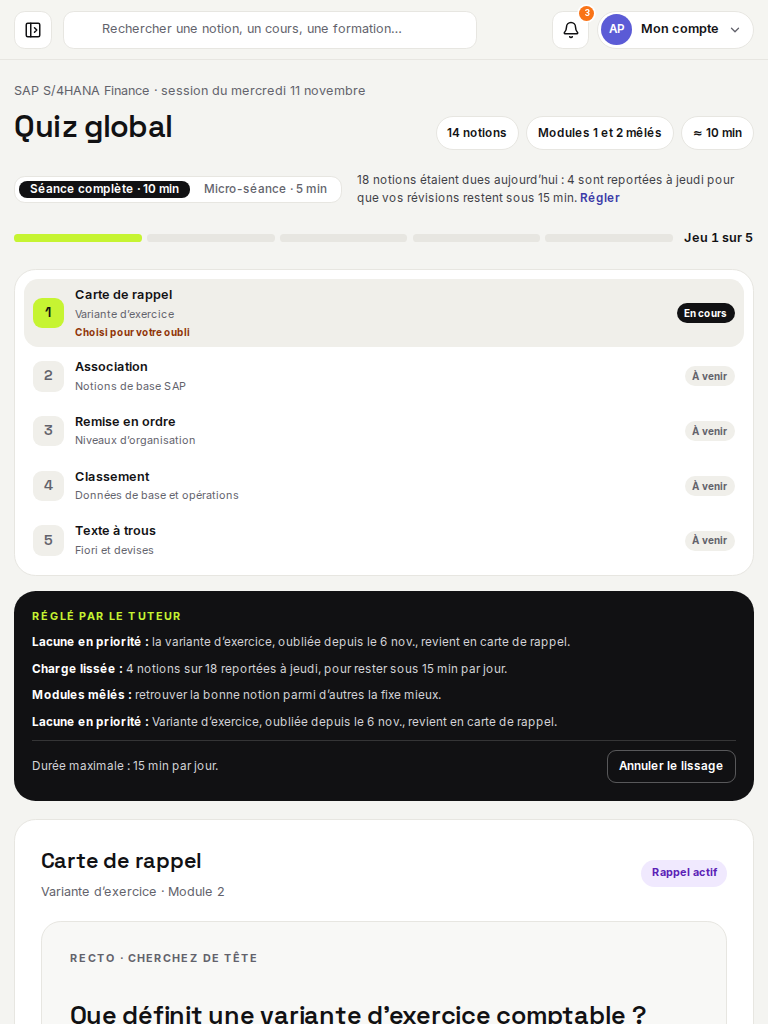 Rechercher une notion, un cours, une formation…
3
AP
Mon compte
SAP S/4HANA Finance · session du mercredi 11 novembre
Quiz global
14 notions
Modules 1 et 2 mêlés
≈ 10 min
Séance complète · 10 min
Micro-séance · 5 min
18 notions étaient dues aujourd’hui : 4 sont reportées à jeudi pour
que vos révisions restent sous 15 min. Régler
Jeu 1 sur 5
1
Carte de rappel
Variante d’exercice
Choisi pour votre oubli
En cours
2
Association
Notions de base SAP
À venir
3
Remise en ordre
Niveaux d’organisation
À venir
4
Classement
Données de base et opérations
À venir
5
Texte à trous
Fiori et devises
À venir
RÉGLÉ PAR LE TUTEUR
Lacune en priorité : la variante d’exercice, oubliée depuis le 6 nov., revient en carte de rappel.
Charge lissée : 4 notions sur 18 reportées à jeudi, pour rester sous 15 min par jour.
Modules mêlés : retrouver la bonne notion parmi d’autres la fixe mieux.
Lacune en priorité : Variante d’exercice, oubliée depuis le 6 nov., revient en carte de rappel.
Durée maximale : 15 min par jour.
Annuler le lissage
Carte de rappel
Variante d’exercice · Module 2
Rappel actif
RECTO · CHERCHEZ DE TÊTE
Que définit une variante d’exercice comptable ?